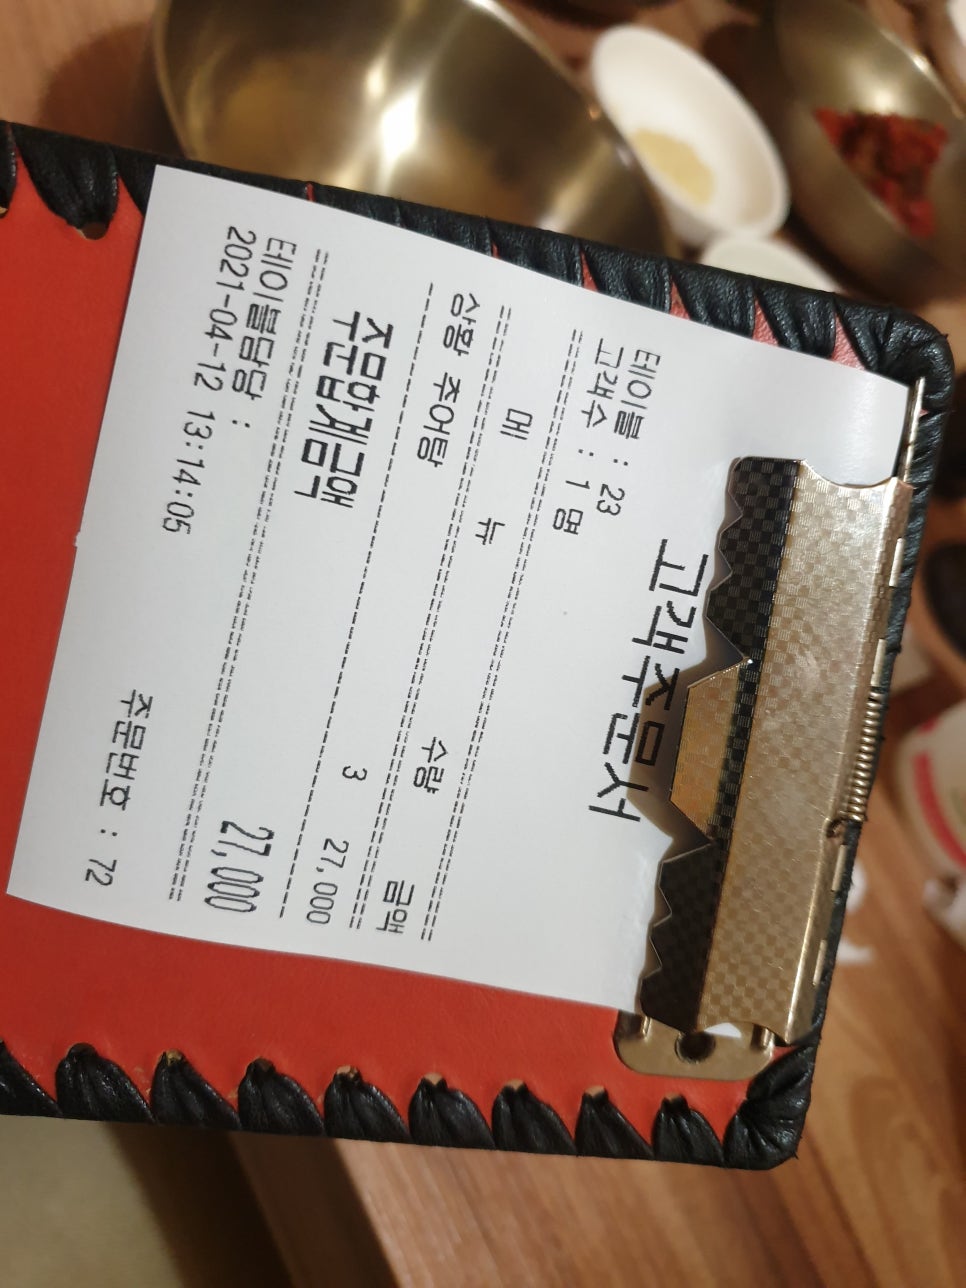 고객주문서
테이블 : 23
고객수 : 1 명
메 뉴 수량 금액
상황 추어탕 3 27,000
주문합계금액 27,000
테이블담당 :
2021-04-12 13:14:05
주문번호 : 72